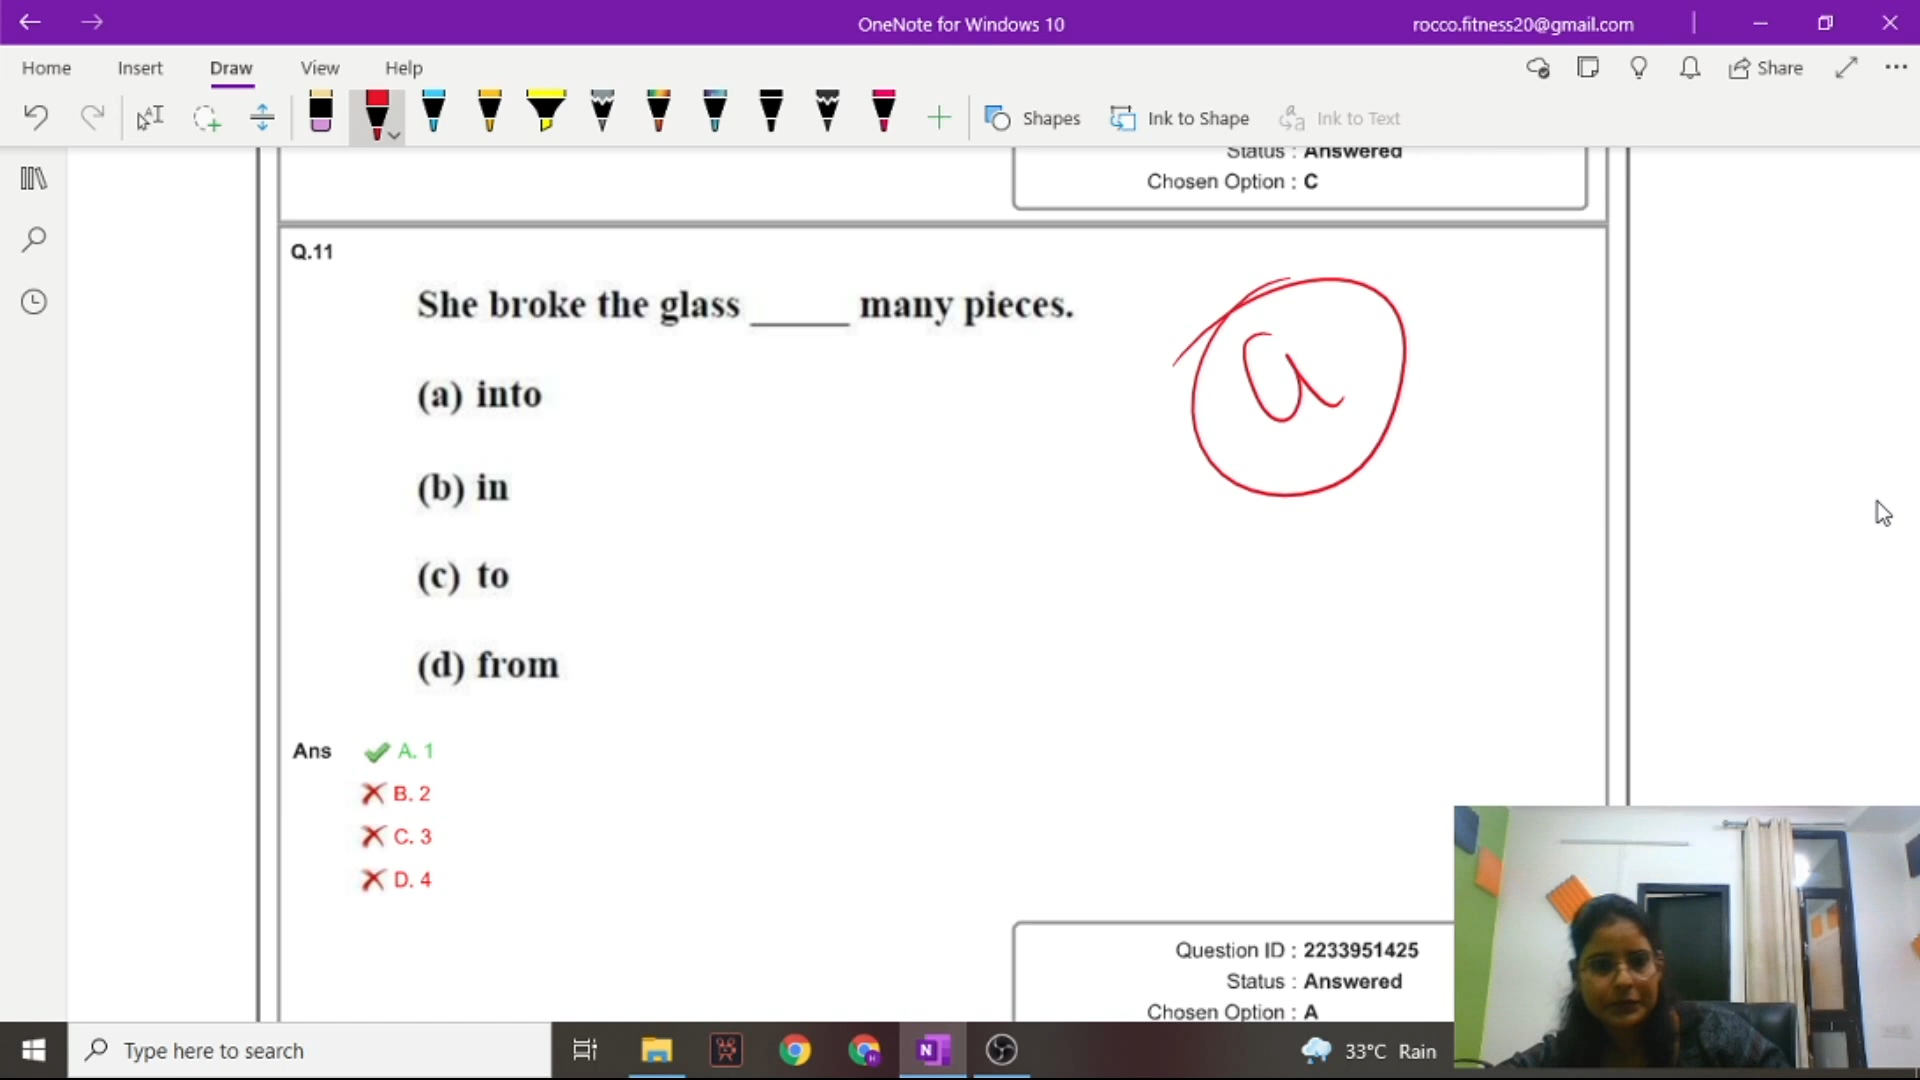 OneNote for Windows 10
rocco.fitness20@gmail.com
Home Insert Draw View Help
Share
Shapes
Ink to Shape
Ink to Text
Status : Answered
Chosen Option : C
Q.11
She broke the glass _____ many pieces.
(a) into
(b) in
(c) to
(d) from
a
Ans A. 1
B. 2
C. 3
D. 4
Question ID : 2233951425
Status : Answered
Chosen Option : A
Type here to search
33°C Rain